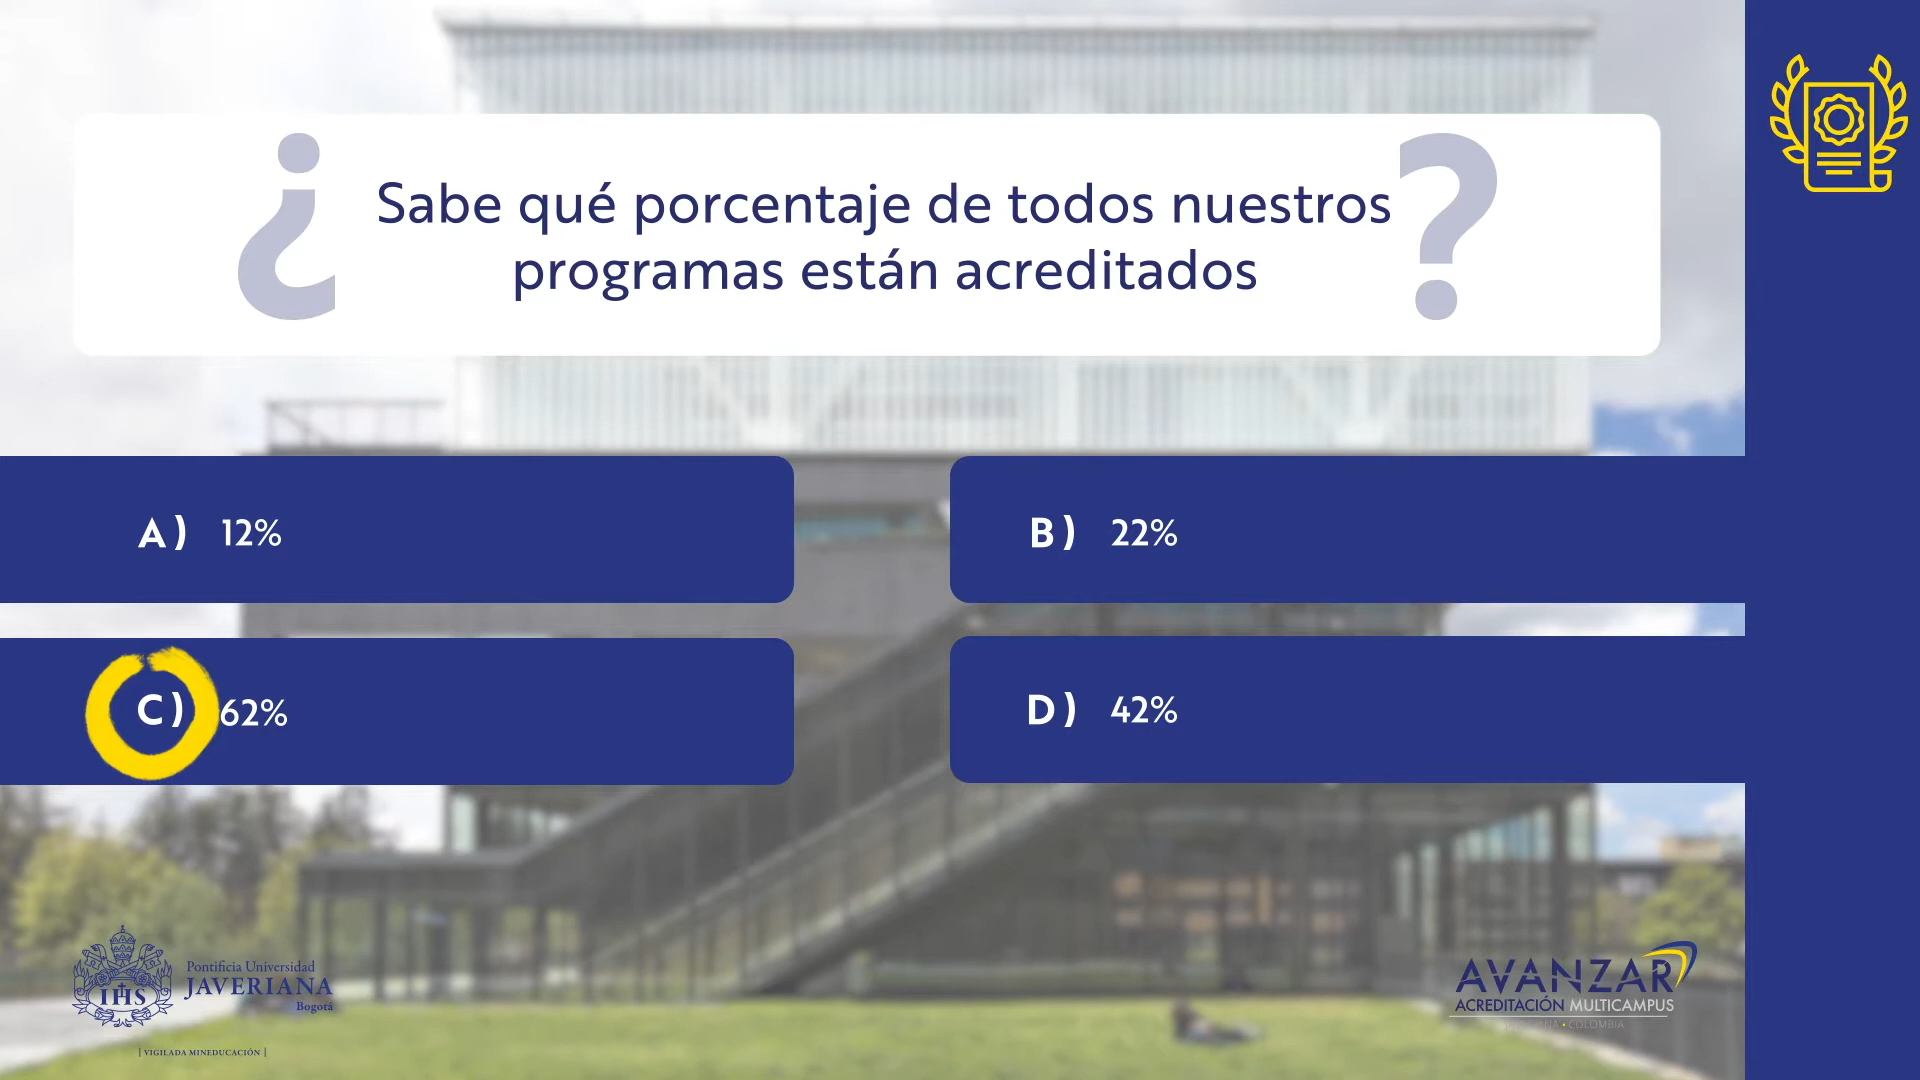 ¿Sabe qué porcentaje de todos nuestros
programas están acreditados?
A) 12%
B) 22%
C) 62%
D) 42%
IHS
Pontificia Universidad
JAVERIANA
Bogotá
| VIGILADA MINEDUCACIÓN |
AVANZAR
ACREDITACIÓN MULTICAMPUS
COLOMBIA